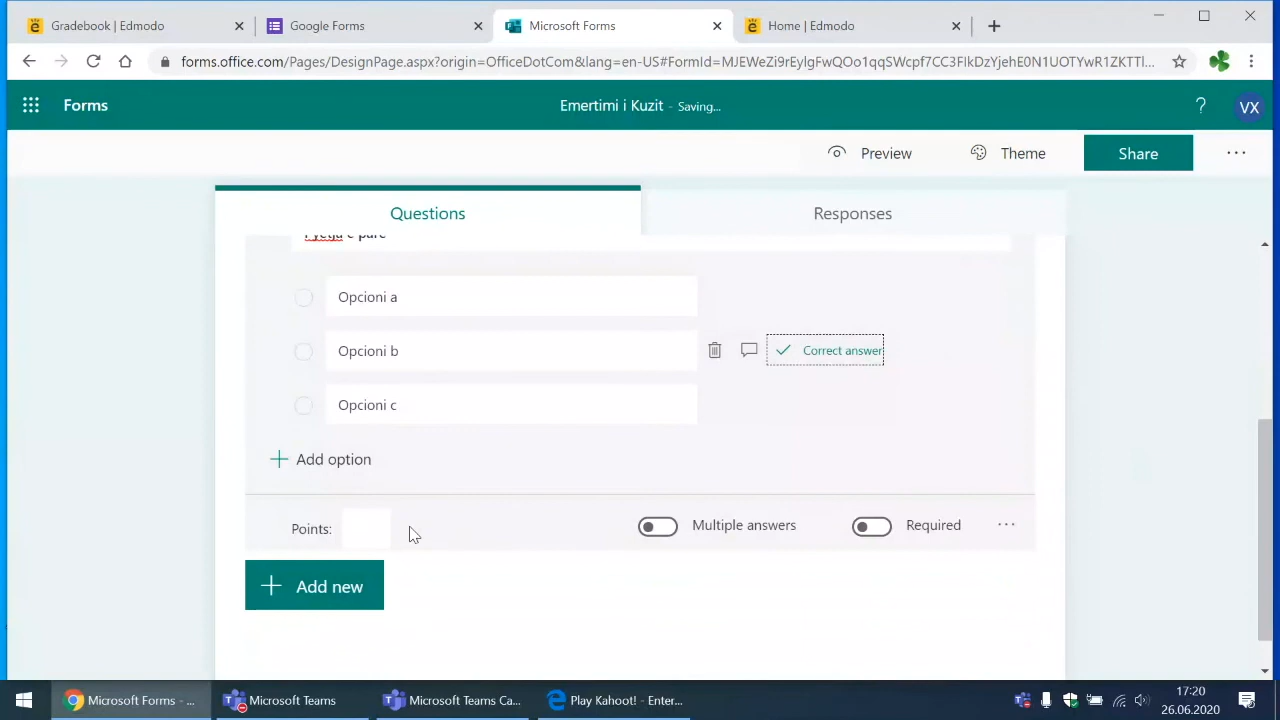 Gradebook | Edmodo
Google Forms
Microsoft Forms
Home | Edmodo
forms.office.com/Pages/DesignPage.aspx?origin=OfficeDotCom&lang=en-US#FormId=MJEWeZi9rEylgFwQOo1qqSWcpf7CC3FIkDzYjehE0N1UOTYwR1ZKTTl...
Forms
Emertimi i Kuzit - Saving...
?
VX
Preview
Theme
Share
Questions
Responses
Pyetja e pare
Opcioni a
Opcioni b
Correct answer
Opcioni c
Add option
Points:
Multiple answers
Required
Add new
Microsoft Forms - ...
Microsoft Teams
Microsoft Teams Ca...
Play Kahoot! - Enter...
17:20
26.06.2020